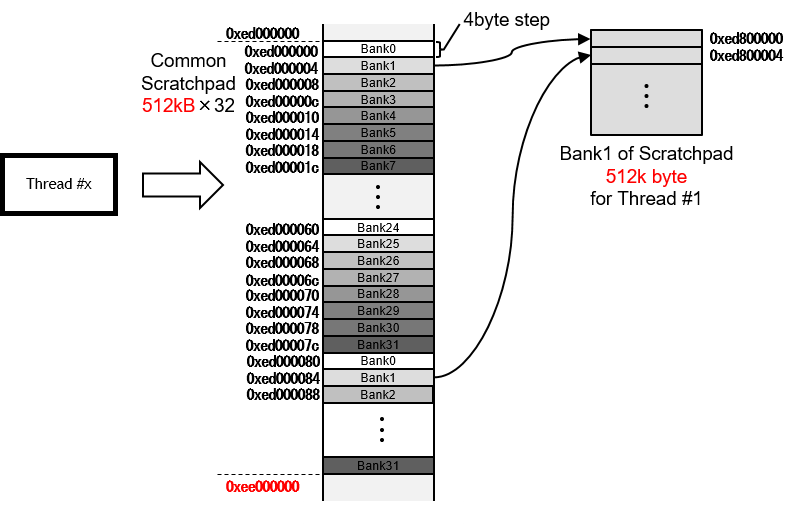 0xed000000
4byte step
Common
Scratchpad
512kB×32
0xed000000 Bank0
0xed000004 Bank1
0xed000008 Bank2
0xed00000c Bank3
0xed000010 Bank4
0xed000014 Bank5
0xed000018 Bank6
0xed00001c Bank7
Thread #x
0xed000060 Bank24
0xed000064 Bank25
0xed000068 Bank26
0xed00006c Bank27
0xed000070 Bank28
0xed000074 Bank29
0xed000078 Bank30
0xed00007c Bank31
0xed000080 Bank0
0xed000084 Bank1
0xed000088 Bank2
Bank31
0xee000000
0xed800000
0xed800004
Bank1 of Scratchpad
512k byte
for Thread #1